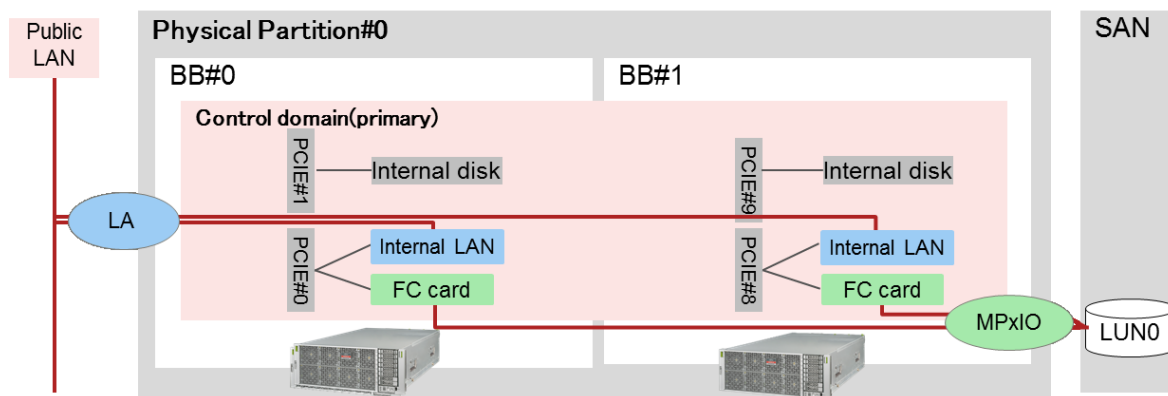 Public
LAN
Physical Partition#0
SAN
BB#0
BB#1
Control domain(primary)
PCIE#1
Internal disk
PCIE#9
Internal disk
LA
PCIE#0
Internal LAN
FC card
PCIE#8
Internal LAN
FC card
MPxIO
LUN0